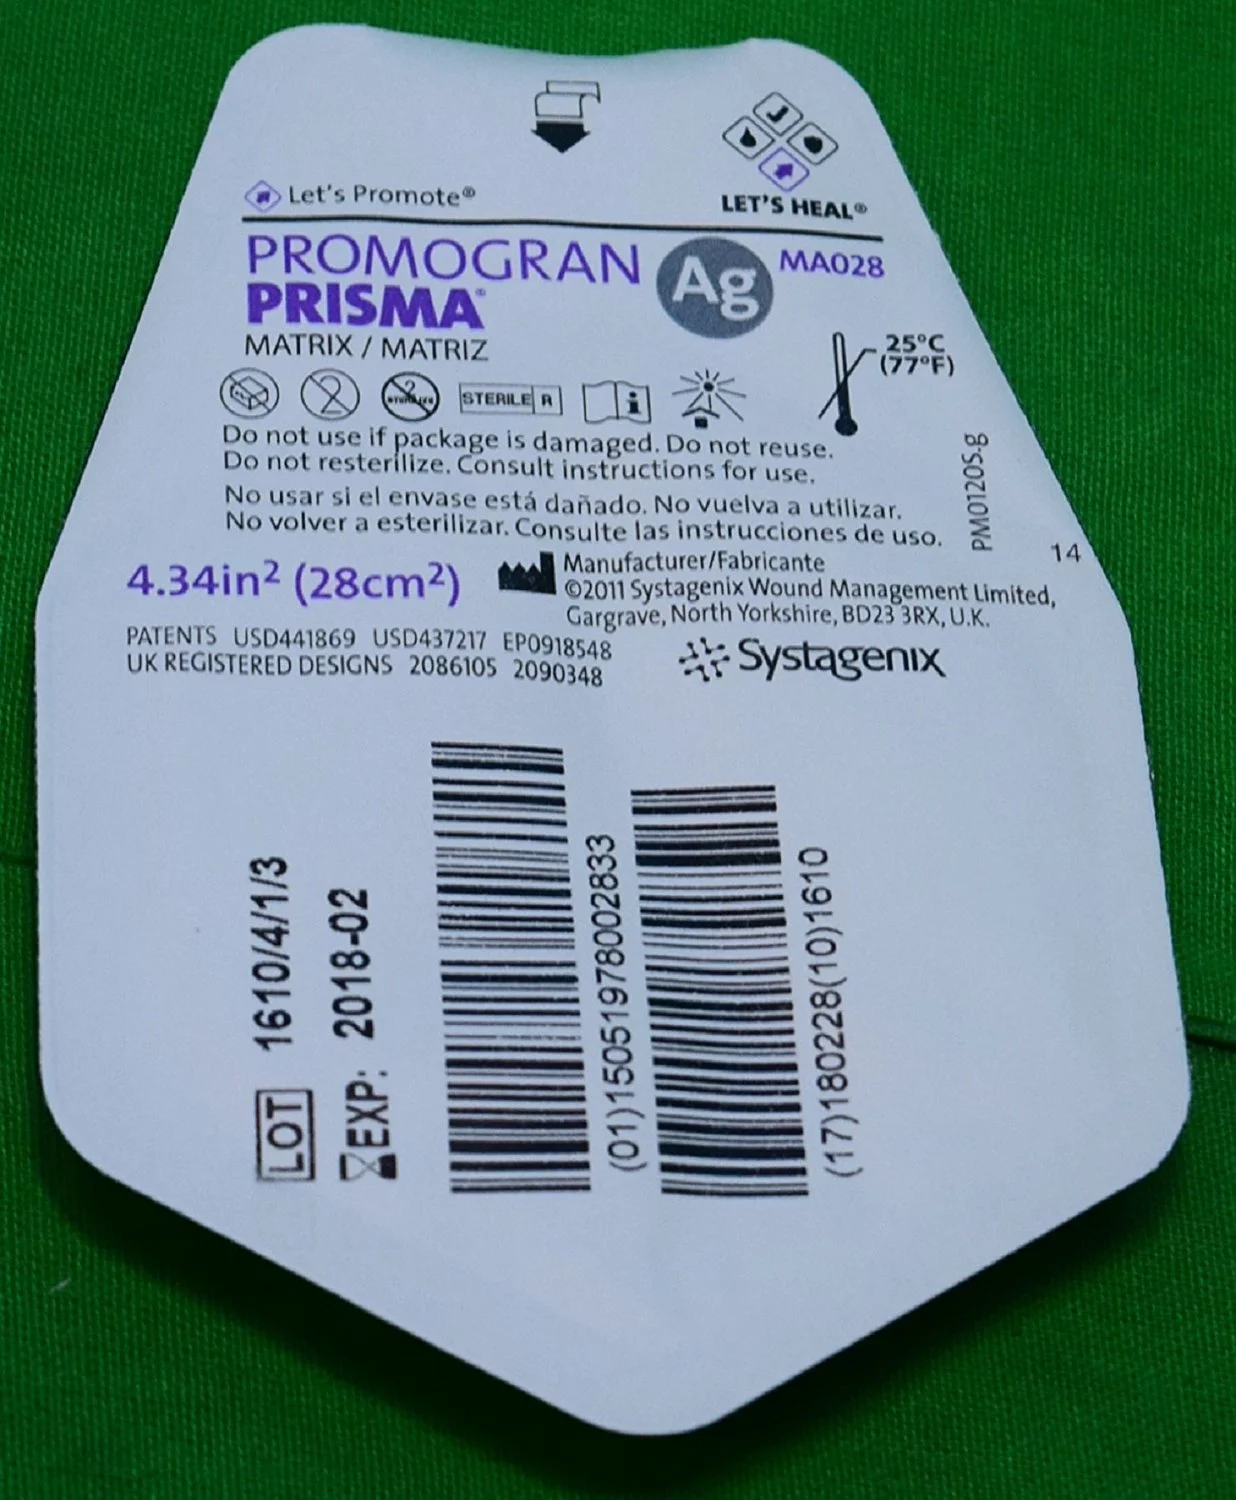 Let's Promote®
LET'S HEAL®
PROMOGRAN
PRISMA®
Ag
MA028
MATRIX / MATRIZ
25°C
(77°F)
2
2
STERILE R
i
Do not use if package is damaged. Do not reuse.
Do not resterilize. Consult instructions for use.
No usar si el envase está dañado. No vuelva a utilizar.
No volver a esterilizar. Consulte las instrucciones de uso.
PM01205.g
14
4.34in² (28cm²)
Manufacturer/Fabricante
©2011 Systagenix Wound Management Limited,
Gargrave, North Yorkshire, BD23 3RX, U.K.
PATENTS USD441869 USD437217 EP0918548
UK REGISTERED DESIGNS 2086105 2090348
Systagenix
LOT 1610/4/1/3
EXP: 2018-02
(01)15051978002833
(17)180228(10)1610